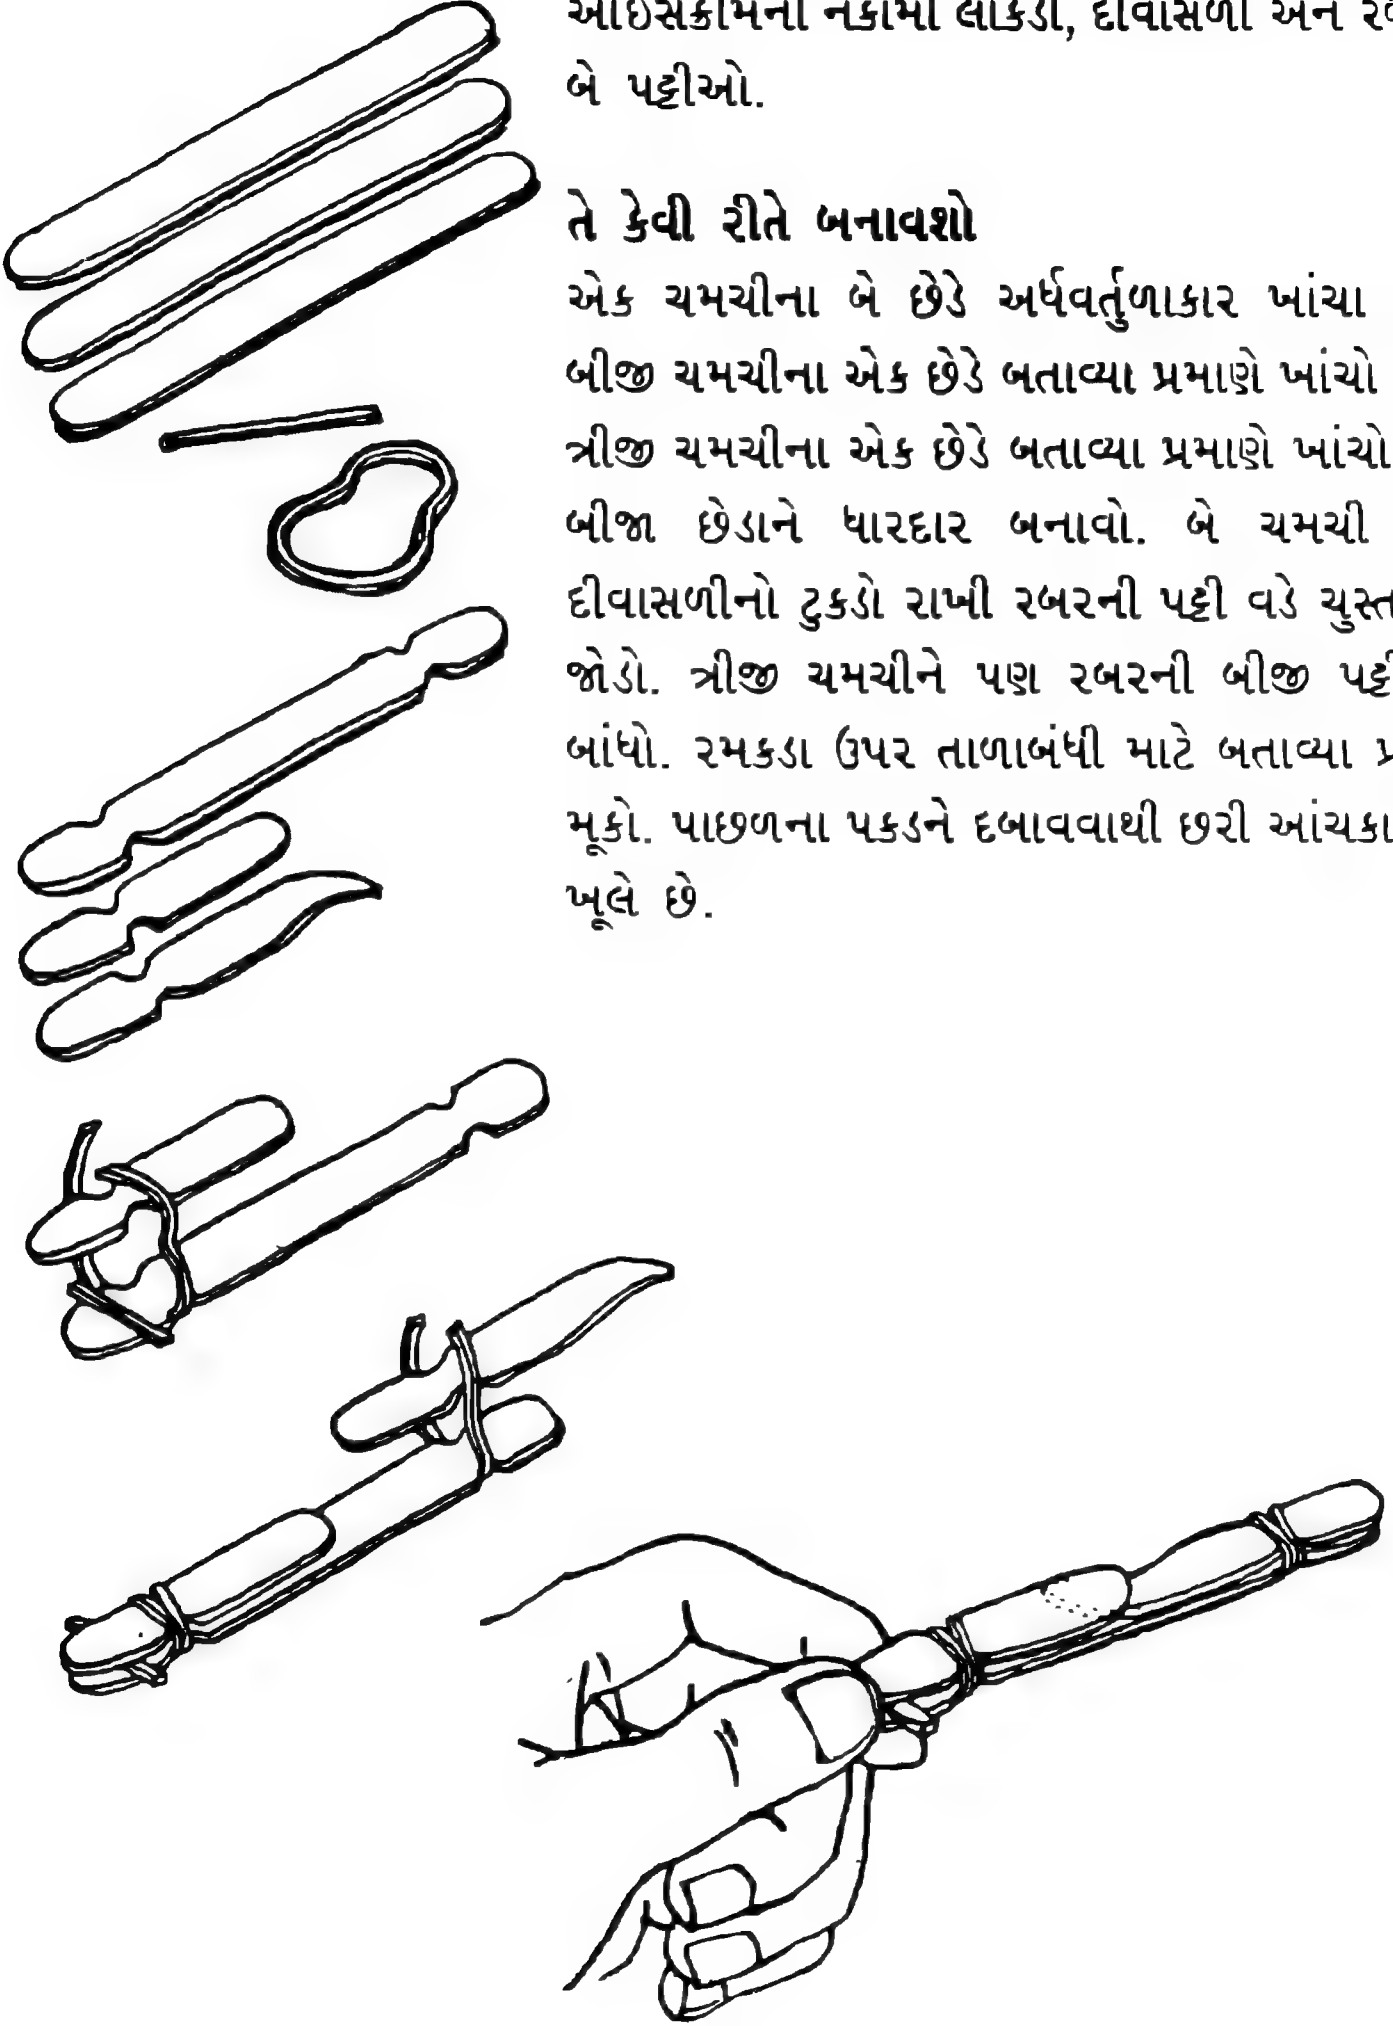 આઇસક્રીમની નકામી લાકડી, દીવાસળી અને
બે પટ્ટીઓ.
તે કેવી રીતે બનાવશો
એક ચમચીના બે છેડે અર્ધવર્તુળાકાર ખાંચા
બીજી ચમચીના એક છેડે બતાવ્યા પ્રમાણે ખાંચો
ત્રીજી ચમચીના એક છેડે બતાવ્યા પ્રમાણે ખાંચો
બીજા છેડાને ધારદાર બનાવો. બે ચમચી
દીવાસળીનો ટુકડો રાખી રબરની પટ્ટી વડે ચુસ્ત
જોડો. ત્રીજી ચમચીને પણ રબરની બીજી પટ્ટી
બાંધો. રમકડા ઉપર તાળાબંધી માટે બતાવ્યા
મૂકો. પાછળના પકડને દબાવવાથી છરી આંચકા
ખૂલે છે.